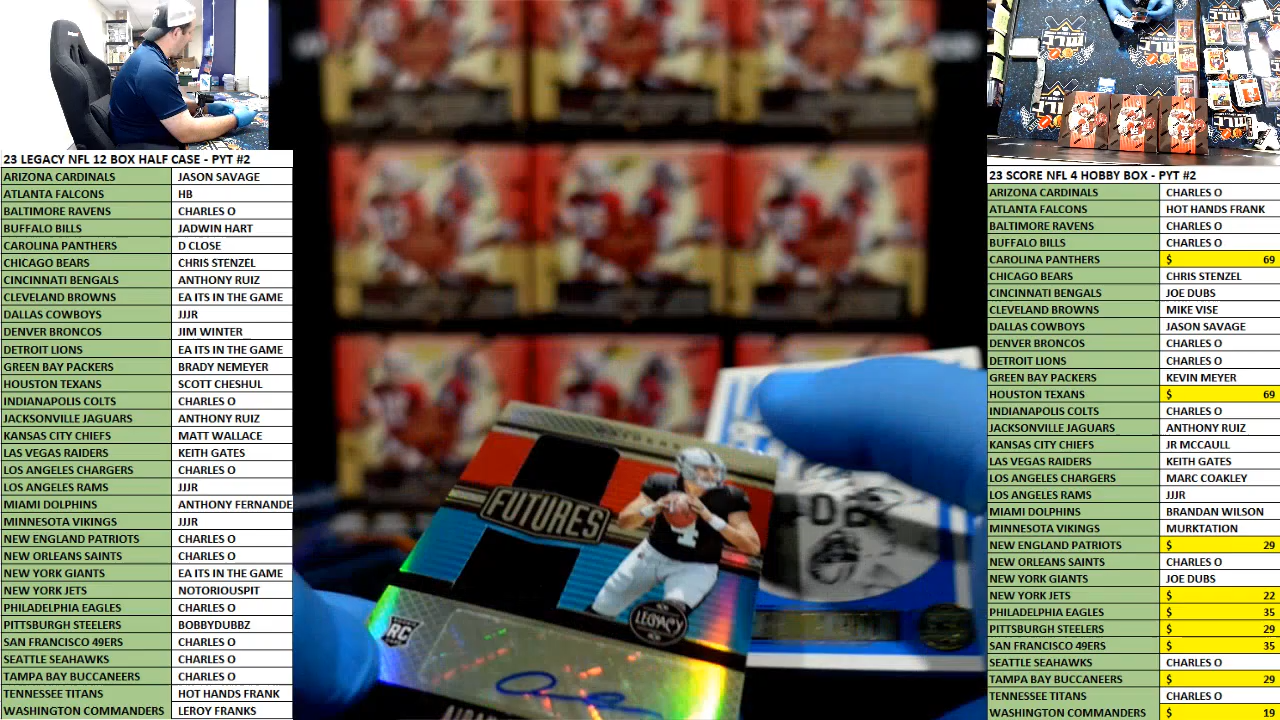 23 LEGACY NFL 12 BOX HALF CASE - PYT #2
ARIZONA CARDINALS JASON SAVAGE
ATLANTA FALCONS HB
BALTIMORE RAVENS CHARLES O
BUFFALO BILLS JADWIN HART
CAROLINA PANTHERS D CLOSE
CHICAGO BEARS CHRIS STENZEL
CINCINNATI BENGALS ANTHONY RUIZ
CLEVELAND BROWNS EA ITS IN THE GAME
DALLAS COWBOYS JJJR
DENVER BRONCOS JIM WINTER
DETROIT LIONS EA ITS IN THE GAME
GREEN BAY PACKERS BRADY NEMEYER
HOUSTON TEXANS SCOTT CHESHUL
INDIANAPOLIS COLTS CHARLES O
JACKSONVILLE JAGUARS ANTHONY RUIZ
KANSAS CITY CHIEFS MATT WALLACE
LAS VEGAS RAIDERS KEITH GATES
LOS ANGELES CHARGERS CHARLES O
LOS ANGELES RAMS JJJR
MIAMI DOLPHINS ANTHONY FERNANDE
MINNESOTA VIKINGS JJJR
NEW ENGLAND PATRIOTS CHARLES O
NEW ORLEANS SAINTS CHARLES O
NEW YORK GIANTS EA ITS IN THE GAME
NEW YORK JETS NOTORIOUSPIT
PHILADELPHIA EAGLES CHARLES O
PITTSBURGH STEELERS BOBBYDUBBZ
SAN FRANCISCO 49ERS CHARLES O
SEATTLE SEAHAWKS CHARLES O
TAMPA BAY BUCCANEERS CHARLES O
TENNESSEE TITANS HOT HANDS FRANK
WASHINGTON COMMANDERS LEROY FRANKS
FUTURES
4
LEGACY
RC
23 SCORE NFL 4 HOBBY BOX - PYT #2
ARIZONA CARDINALS CHARLES O
ATLANTA FALCONS HOT HANDS FRANK
BALTIMORE RAVENS CHARLES O
BUFFALO BILLS CHARLES O
CAROLINA PANTHERS $ 69
CHICAGO BEARS CHRIS STENZEL
CINCINNATI BENGALS JOE DUBS
CLEVELAND BROWNS MIKE VISE
DALLAS COWBOYS JASON SAVAGE
DENVER BRONCOS CHARLES O
DETROIT LIONS CHARLES O
GREEN BAY PACKERS KEVIN MEYER
HOUSTON TEXANS $ 69
INDIANAPOLIS COLTS CHARLES O
JACKSONVILLE JAGUARS ANTHONY RUIZ
KANSAS CITY CHIEFS JR MCCAULL
LAS VEGAS RAIDERS KEITH GATES
LOS ANGELES CHARGERS MARC COAKLEY
LOS ANGELES RAMS JJJR
MIAMI DOLPHINS BRANDAN WILSON
MINNESOTA VIKINGS MURKTATION
NEW ENGLAND PATRIOTS $ 29
NEW ORLEANS SAINTS CHARLES O
NEW YORK GIANTS JOE DUBS
NEW YORK JETS $ 22
PHILADELPHIA EAGLES $ 35
PITTSBURGH STEELERS $ 29
SAN FRANCISCO 49ERS $ 35
SEATTLE SEAHAWKS CHARLES O
TAMPA BAY BUCCANEERS $ 29
TENNESSEE TITANS CHARLES O
WASHINGTON COMMANDERS $ 19